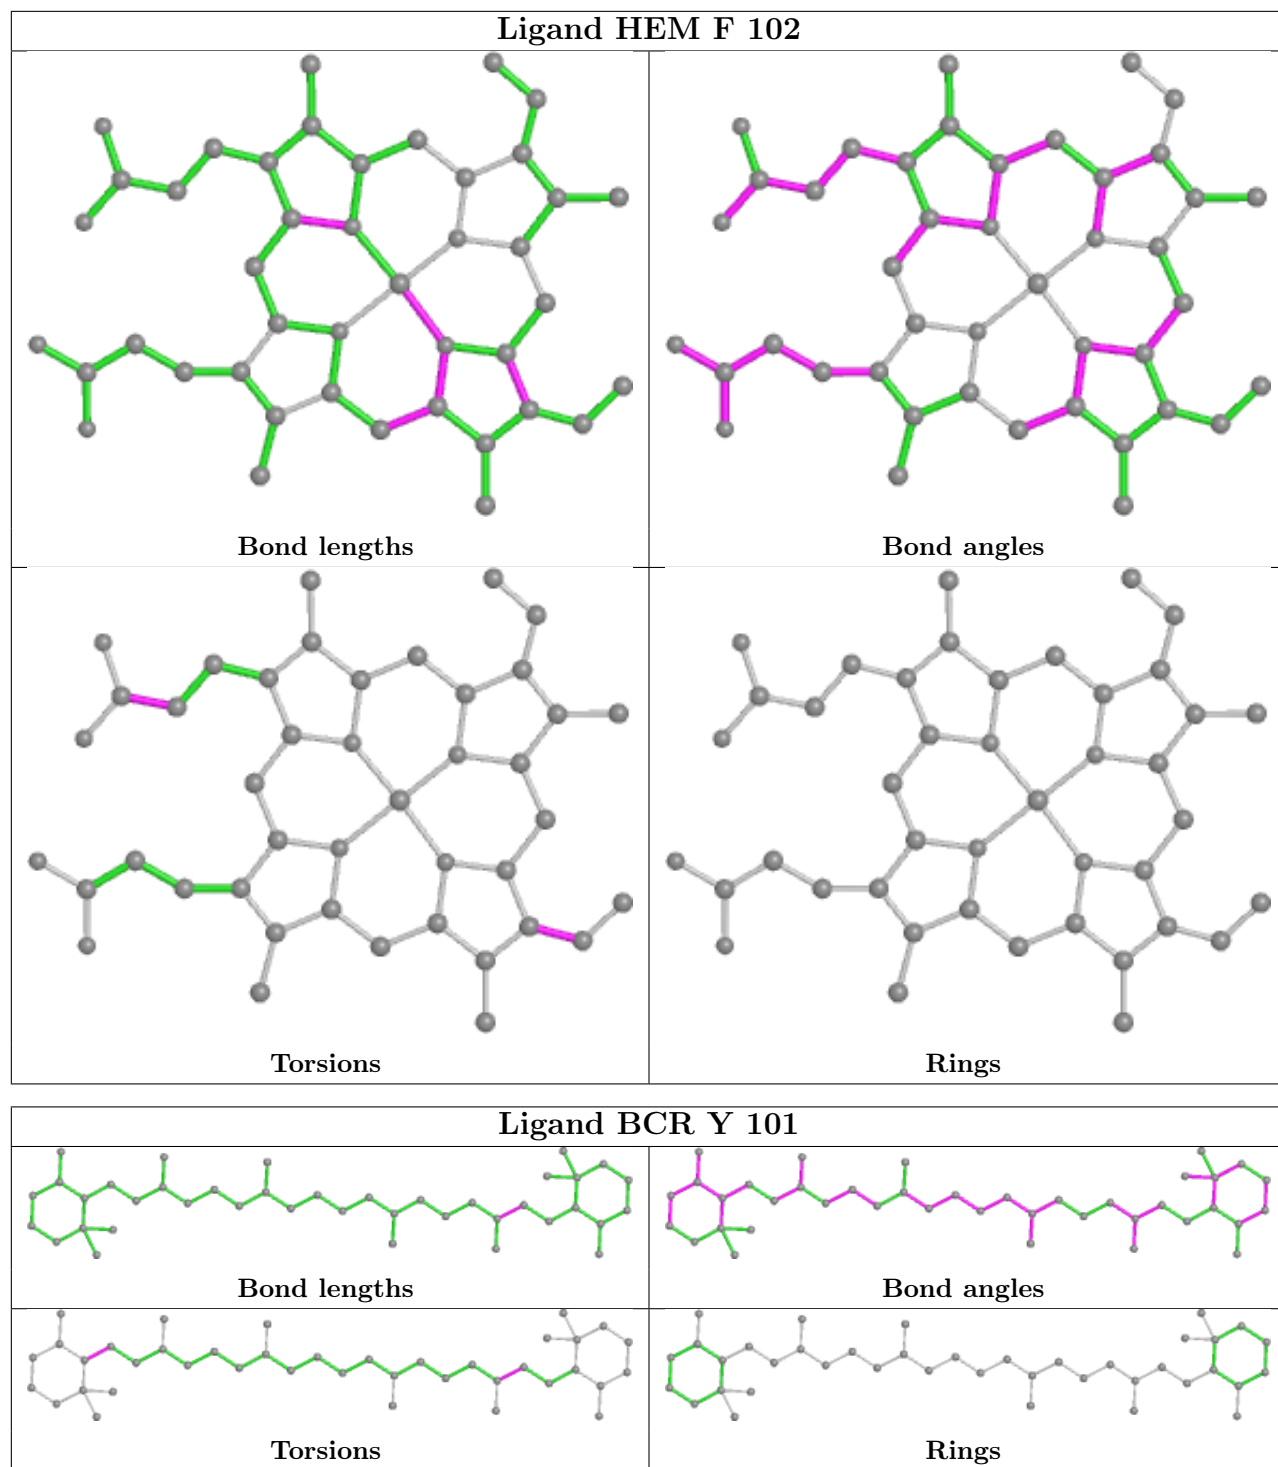 Ligand HEM F 102
Bond lengths
Bond angles
Torsions
Rings
Ligand BCR Y 101
Bond lengths
Bond angles
Torsions
Rings